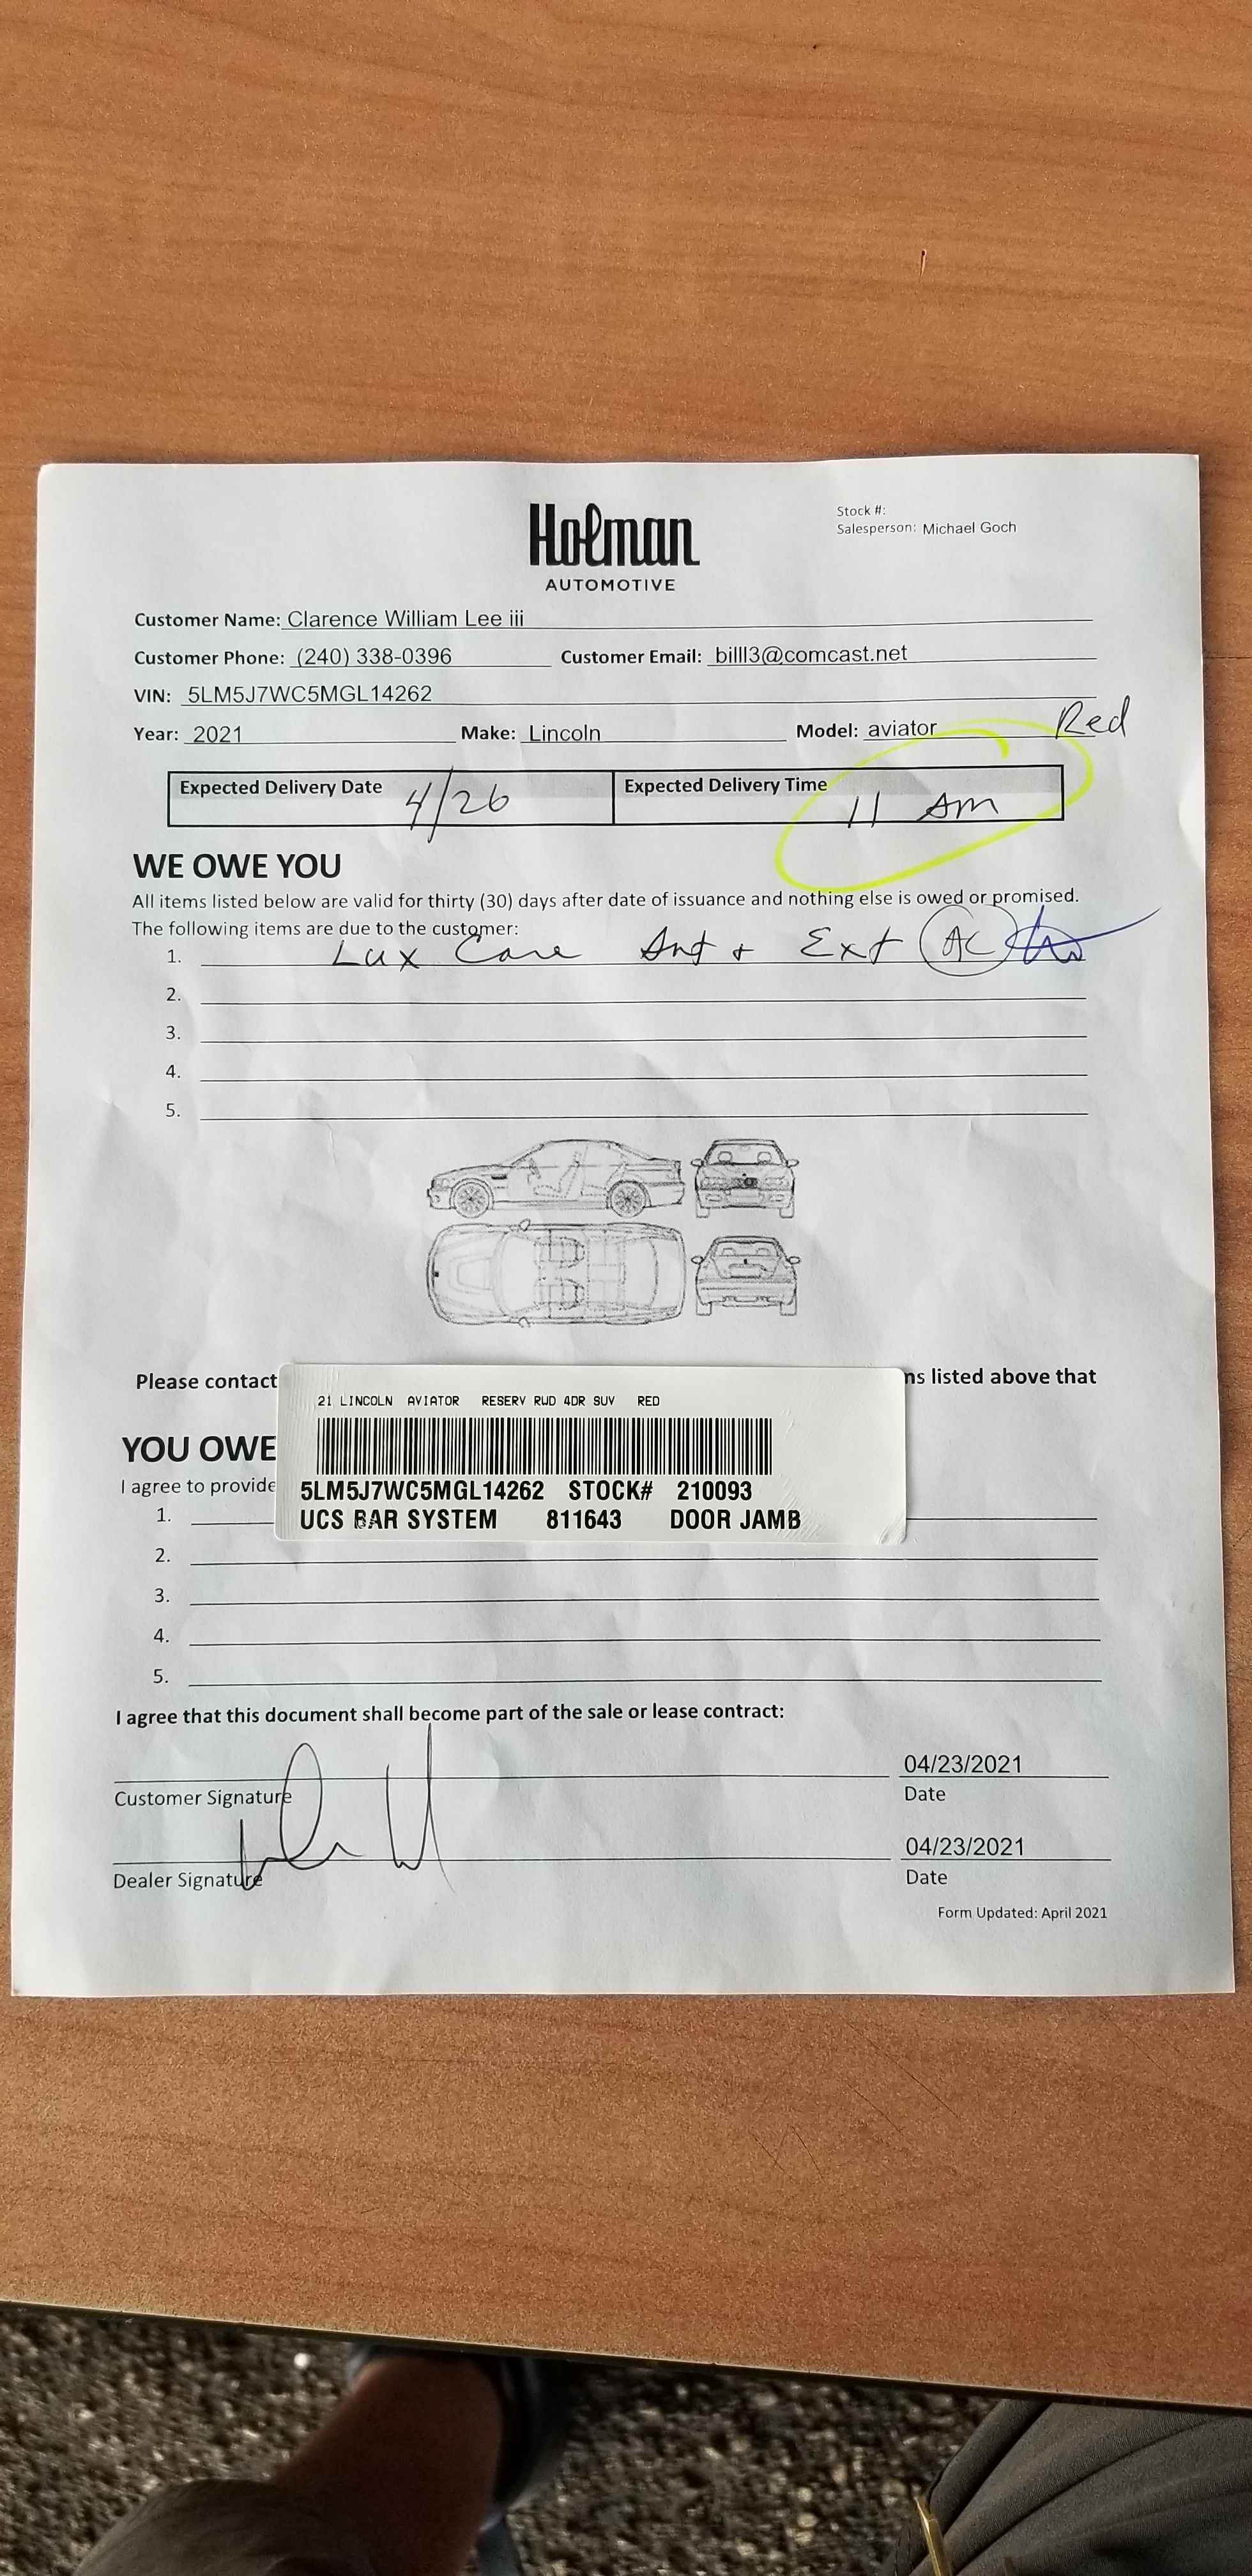 Holman
AUTOMOTIVE
Stock #:
Salesperson: Michael Goch
Customer Name: Clarence William Lee iii
Customer Phone: (240) 338-0396 Customer Email: billl3@comcast.net
VIN: 5LM5J7WC5MGL14262
Year: 2021 Make: Lincoln Model: aviator Red
Expected Delivery Date 4/26 Expected Delivery Time 11 Am
WE OWE YOU
All items listed below are valid for thirty (30) days after date of issuance and nothing else is owed or promised.
The following items are due to the customer:
1. Lux Care Int + Ext AC
2.
3.
4.
5.
Please contact ns listed above that
21 LINCOLN AVIATOR RESERV RWD 4DR SUV RED
5LM5J7WC5MGL14262 STOCK# 210093
UCS BAR SYSTEM 811643 DOOR JAMB
YOU OWE
I agree to provide
1.
2.
3.
4.
5.
I agree that this document shall become part of the sale or lease contract:
04/23/2021
Customer Signature Date
04/23/2021
Dealer Signature Date
Form Updated: April 2021